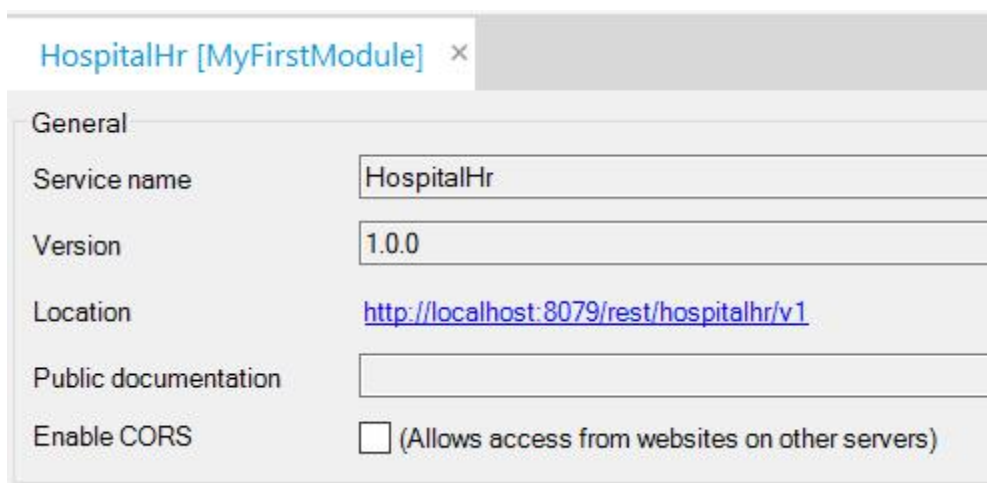 HospitalHr [MyFirstModule] ×
General
Service name HospitalHr
Version 1.0.0
Location http://localhost:8079/rest/hospitalhr/v1
Public documentation
Enable CORS (Allows access from websites on other servers)